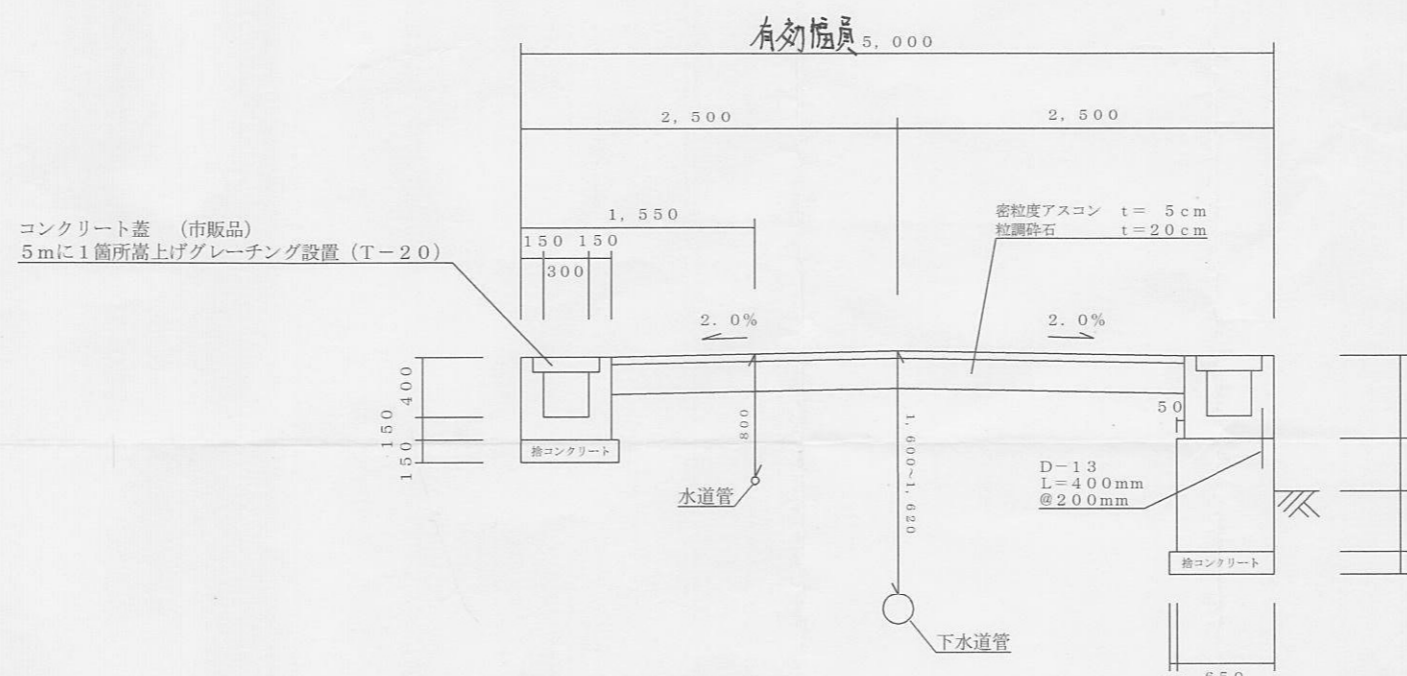 有効幅員 5,000
2,500
2,500
コンクリート蓋 (市販品)
5mに1箇所嵩上げグレーチング設置(T-20)
1,550
150 150
300
密粒度アスコン t= 5cm
粒調砕石 t=20cm
2.0%
2.0%
400
150
150
捨コンクリート
800
水道管
1,600~1,620
下水道管
50
D-13
L=400mm
@200mm
捨コンクリート
650